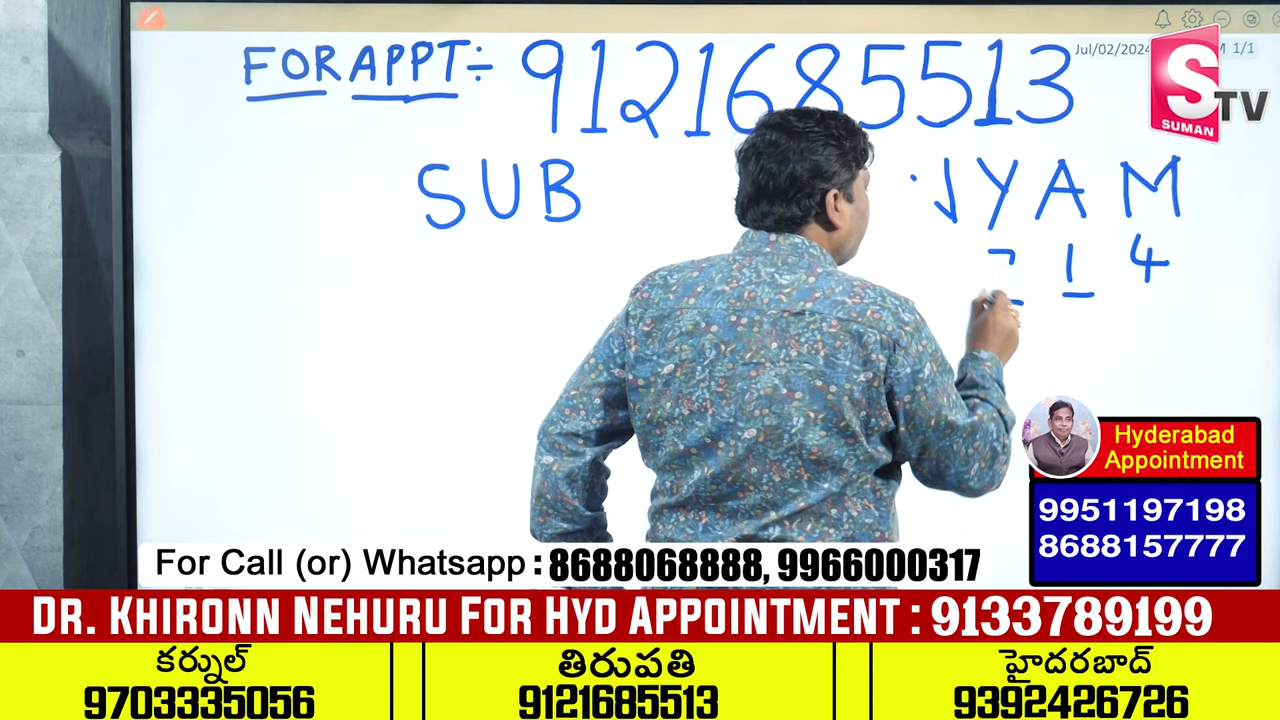 Jul/02/2024 M 1/1
FOR APPT:- 9121685513
S TV
SUMAN
SUB YAM
1 4
Hyderabad
Appointment
9951197198
8688157777
For Call (or) Whatsapp : 8688068888, 9966000317
DR. KHIRONN NEHURU FOR HYD APPOINTMENT : 9133789199
కర్నుల్ తిరుపతి హైదరబాద్
9703335056 9121685513 9392426726